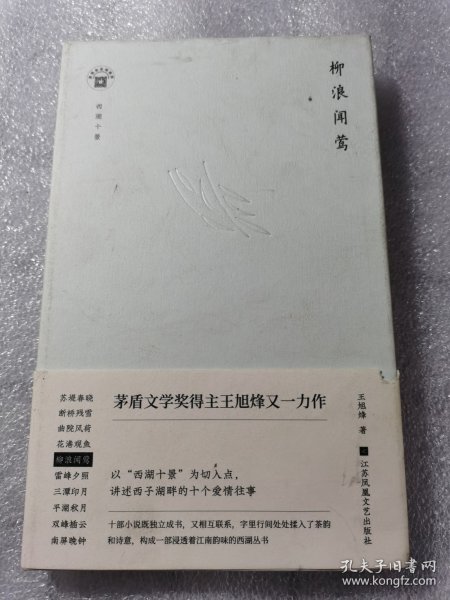 柳浪闻莺
西湖十景
苏堤春晓
断桥残雪
曲院风荷
花港观鱼
柳浪闻莺
雷峰夕照
三潭印月
平湖秋月
双峰插云
南屏晚钟
茅盾文学奖得主王旭烽又一力作
以“西湖十景”为切入点，
讲述西子湖畔的十个爱情往事
十部小说既独立成书，又相互联系，字里行间处处揉入了茶韵
和诗意，构成一部浸透着江南韵味的西湖丛书
王旭烽 著
江苏凤凰文艺出版社
孔夫子旧书网
www.kongfz.com